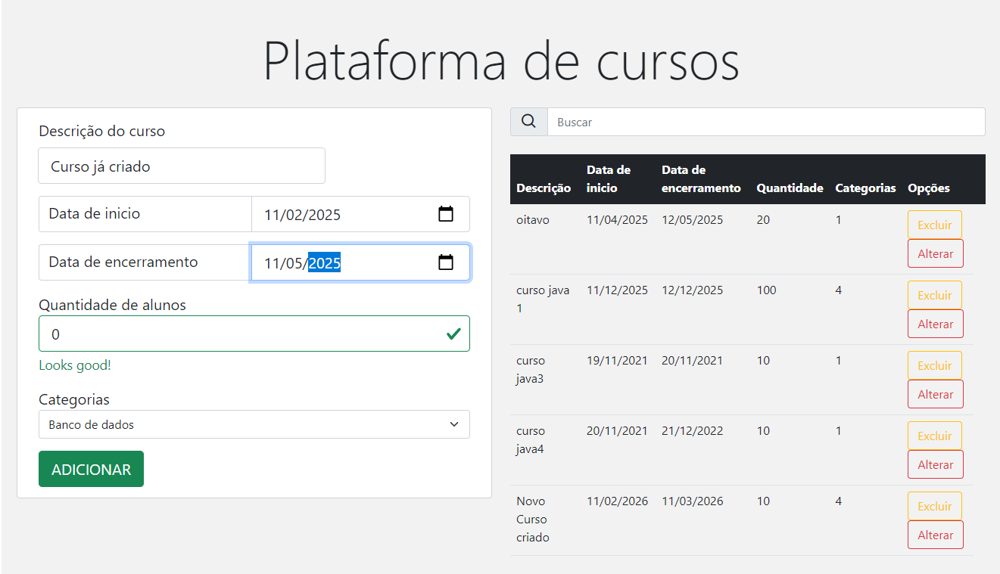 Plataforma de cursos
Descrição do curso
Curso já criado
Data de inicio 11/02/2025
Data de encerramento 11/05/2025
Quantidade de alunos
0
Looks good!
Categorias
Banco de dados
ADICIONAR
Buscar
Data de Data de
Descrição inicio encerramento Quantidade Categorias Opções
oitavo 11/04/2025 12/05/2025 20 1 Excluir
Alterar
curso java 11/12/2025 12/12/2025 100 4 Excluir
1 Alterar
curso 19/11/2021 20/11/2021 10 1 Excluir
java3 Alterar
curso 20/11/2021 21/12/2022 10 1 Excluir
java4 Alterar
Novo 11/02/2026 11/03/2026 10 4 Excluir
Curso
criado Alterar